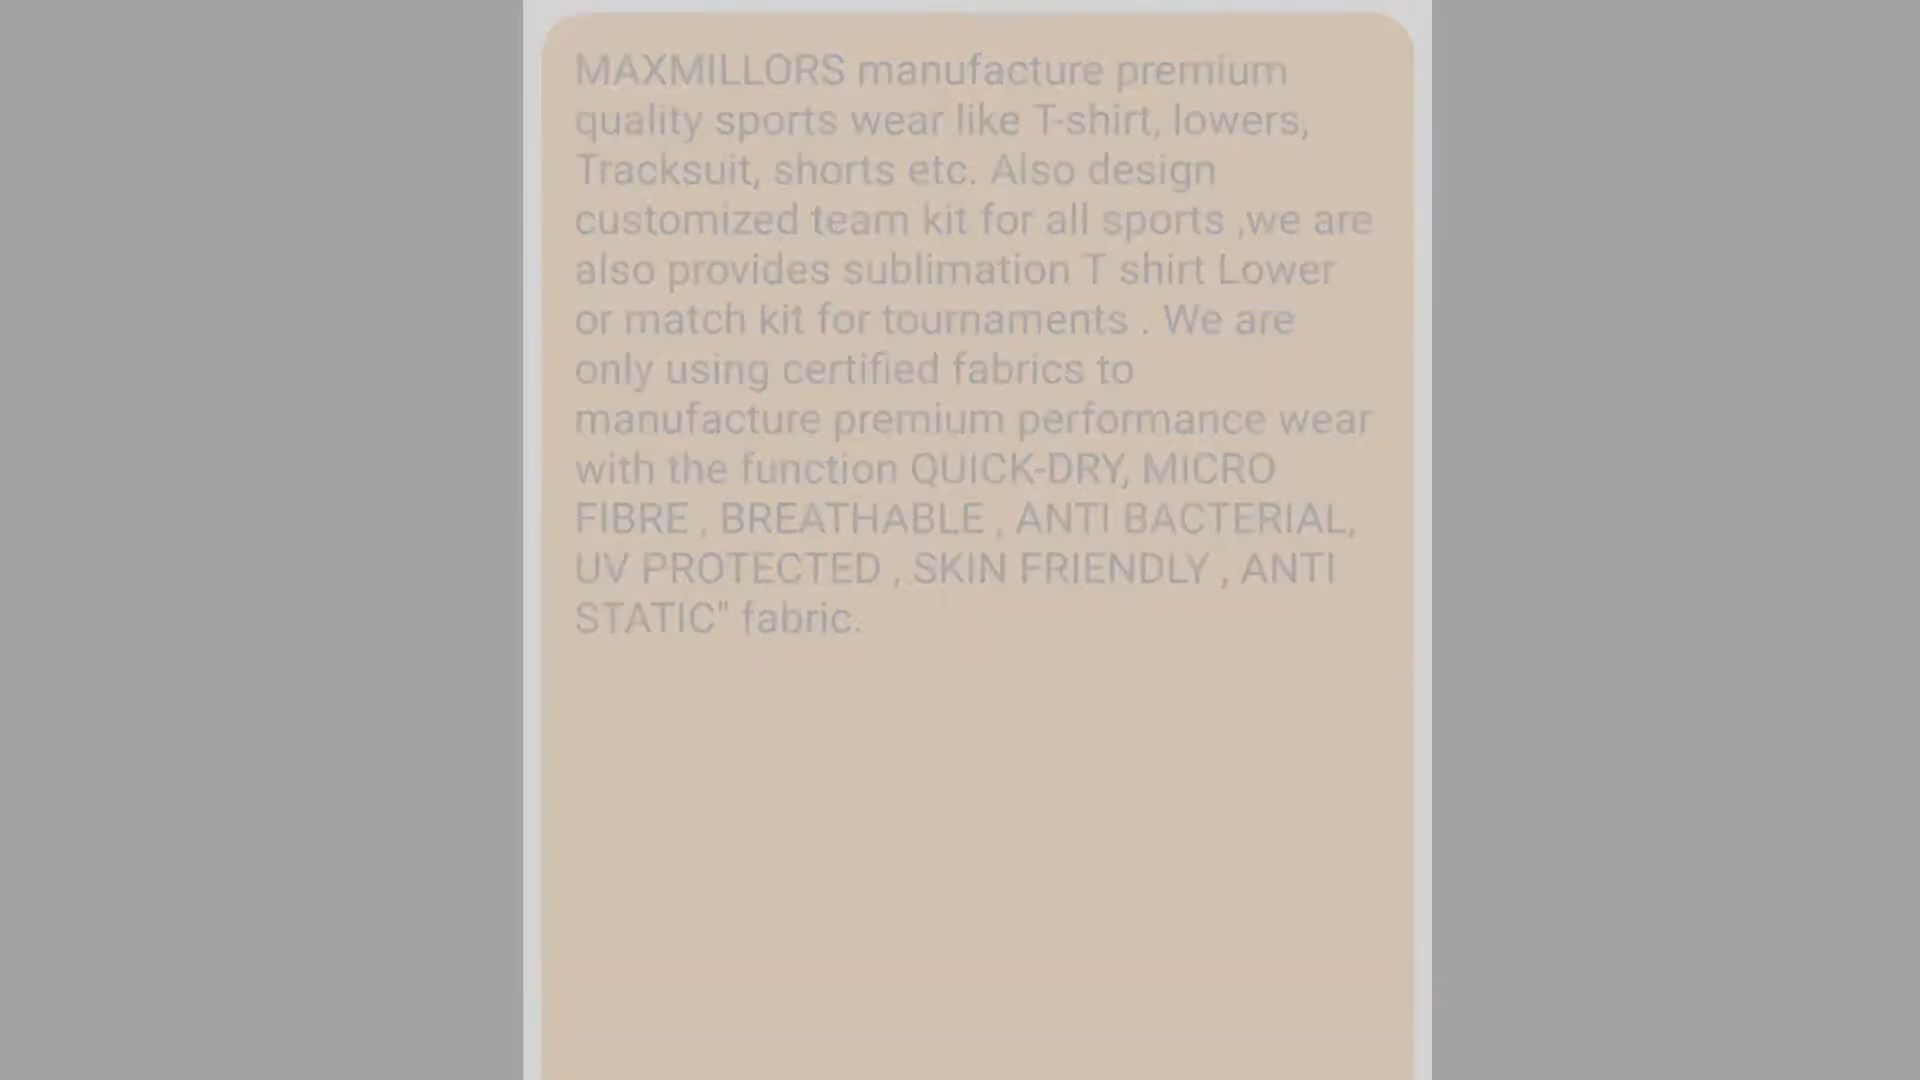 MAXMILLORS manufacture premium
quality sports wear like T-shirt, lowers,
Tracksuit, shorts etc. Also design
customized team kit for all sports ,we are
also provides sublimation T shirt Lower
or match kit for tournaments . We are
only using certified fabrics to
manufacture premium performance wear
with the function QUICK-DRY, MICRO
FIBRE , BREATHABLE , ANTI BACTERIAL,
UV PROTECTED , SKIN FRIENDLY , ANTI
STATIC" fabric.